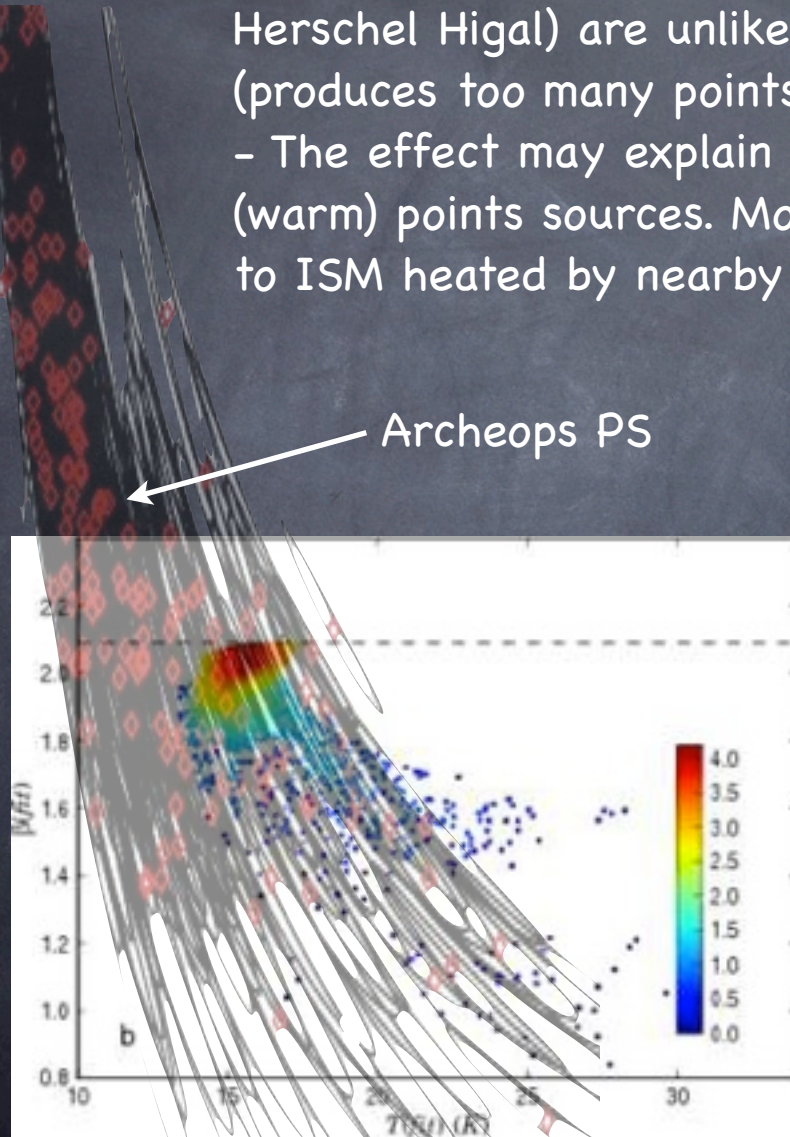 Herschel Higal) are unlike
(produces too many points
- The effect may explain
(warm) points sources. Mo
to ISM heated by nearby
Archeops PS
2.2
2.0
1.8
1.6
1.4
1.2
1.0
0.8
β(fit)
b
4.0
3.5
3.0
2.5
2.0
1.5
1.0
0.5
0.0
10 15 20 25 30
T(fit) (K)